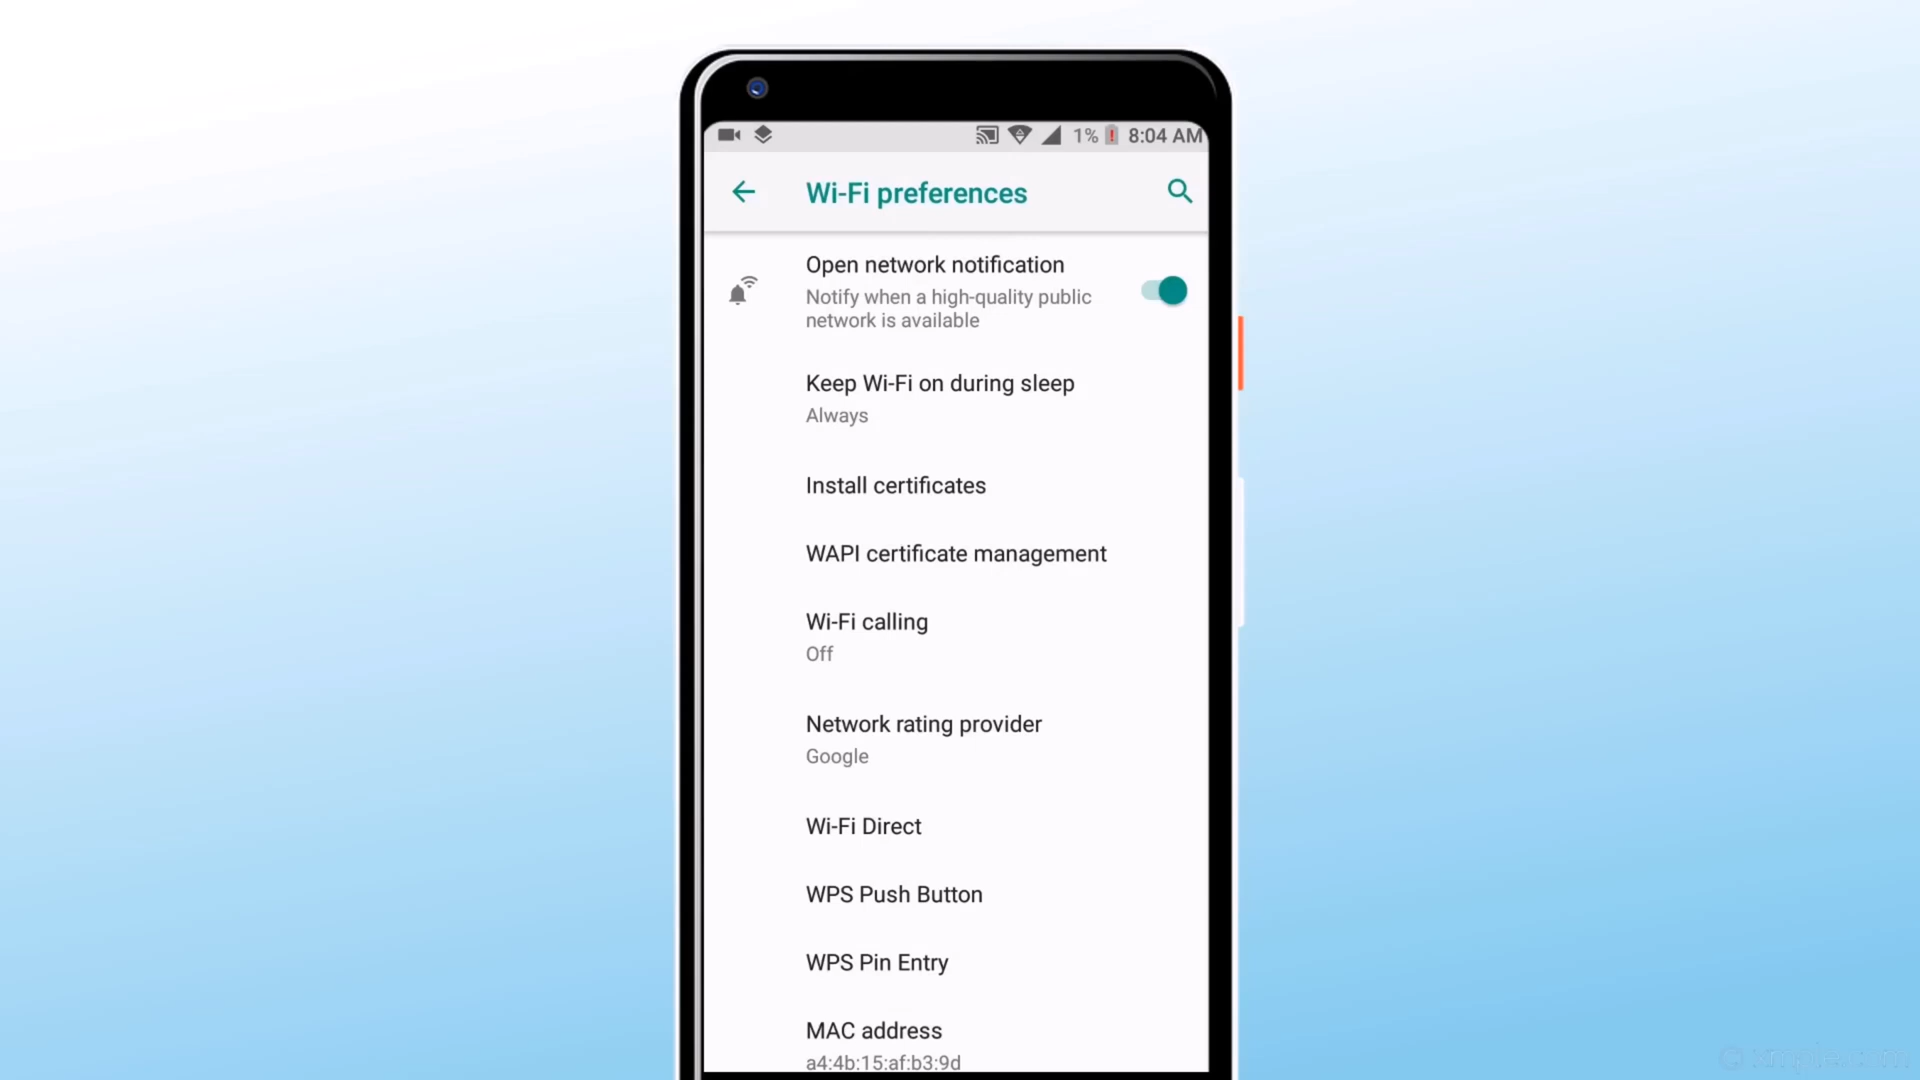 1% 8:04 AM
Wi-Fi preferences
Open network notification
Notify when a high-quality public
network is available
Keep Wi-Fi on during sleep
Always
Install certificates
WAPI certificate management
Wi-Fi calling
Off
Network rating provider
Google
Wi-Fi Direct
WPS Push Button
WPS Pin Entry
MAC address
a4:4b:15:af:b3:9d